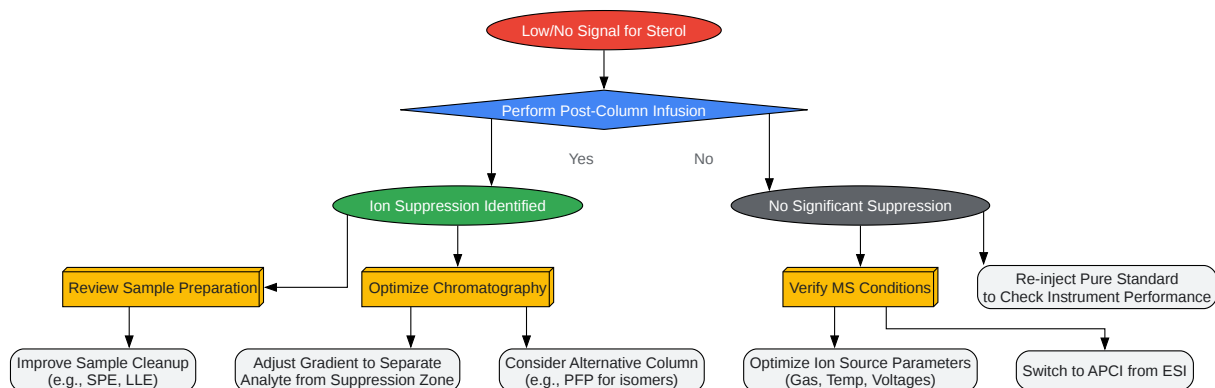 Low/No Signal for Sterol
Perform Post-Column Infusion
Yes
No
Ion Suppression Identified
No Significant Suppression
Review Sample Preparation
Optimize Chromatography
Verify MS Conditions
Re-inject Pure Standard
to Check Instrument Performance
Improve Sample Cleanup
(e.g., SPE, LLE)
Adjust Gradient to Separate
Analyte from Suppression Zone
Consider Alternative Column
(e.g., PFP for isomers)
Optimize Ion Source Parameters
(Gas, Temp, Voltages)
Switch to APCI from ESI